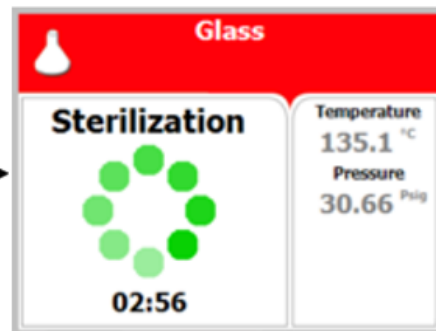 Glass
Sterilization
02:56
Temperature
135.1 °C
Pressure
30.66 Psig